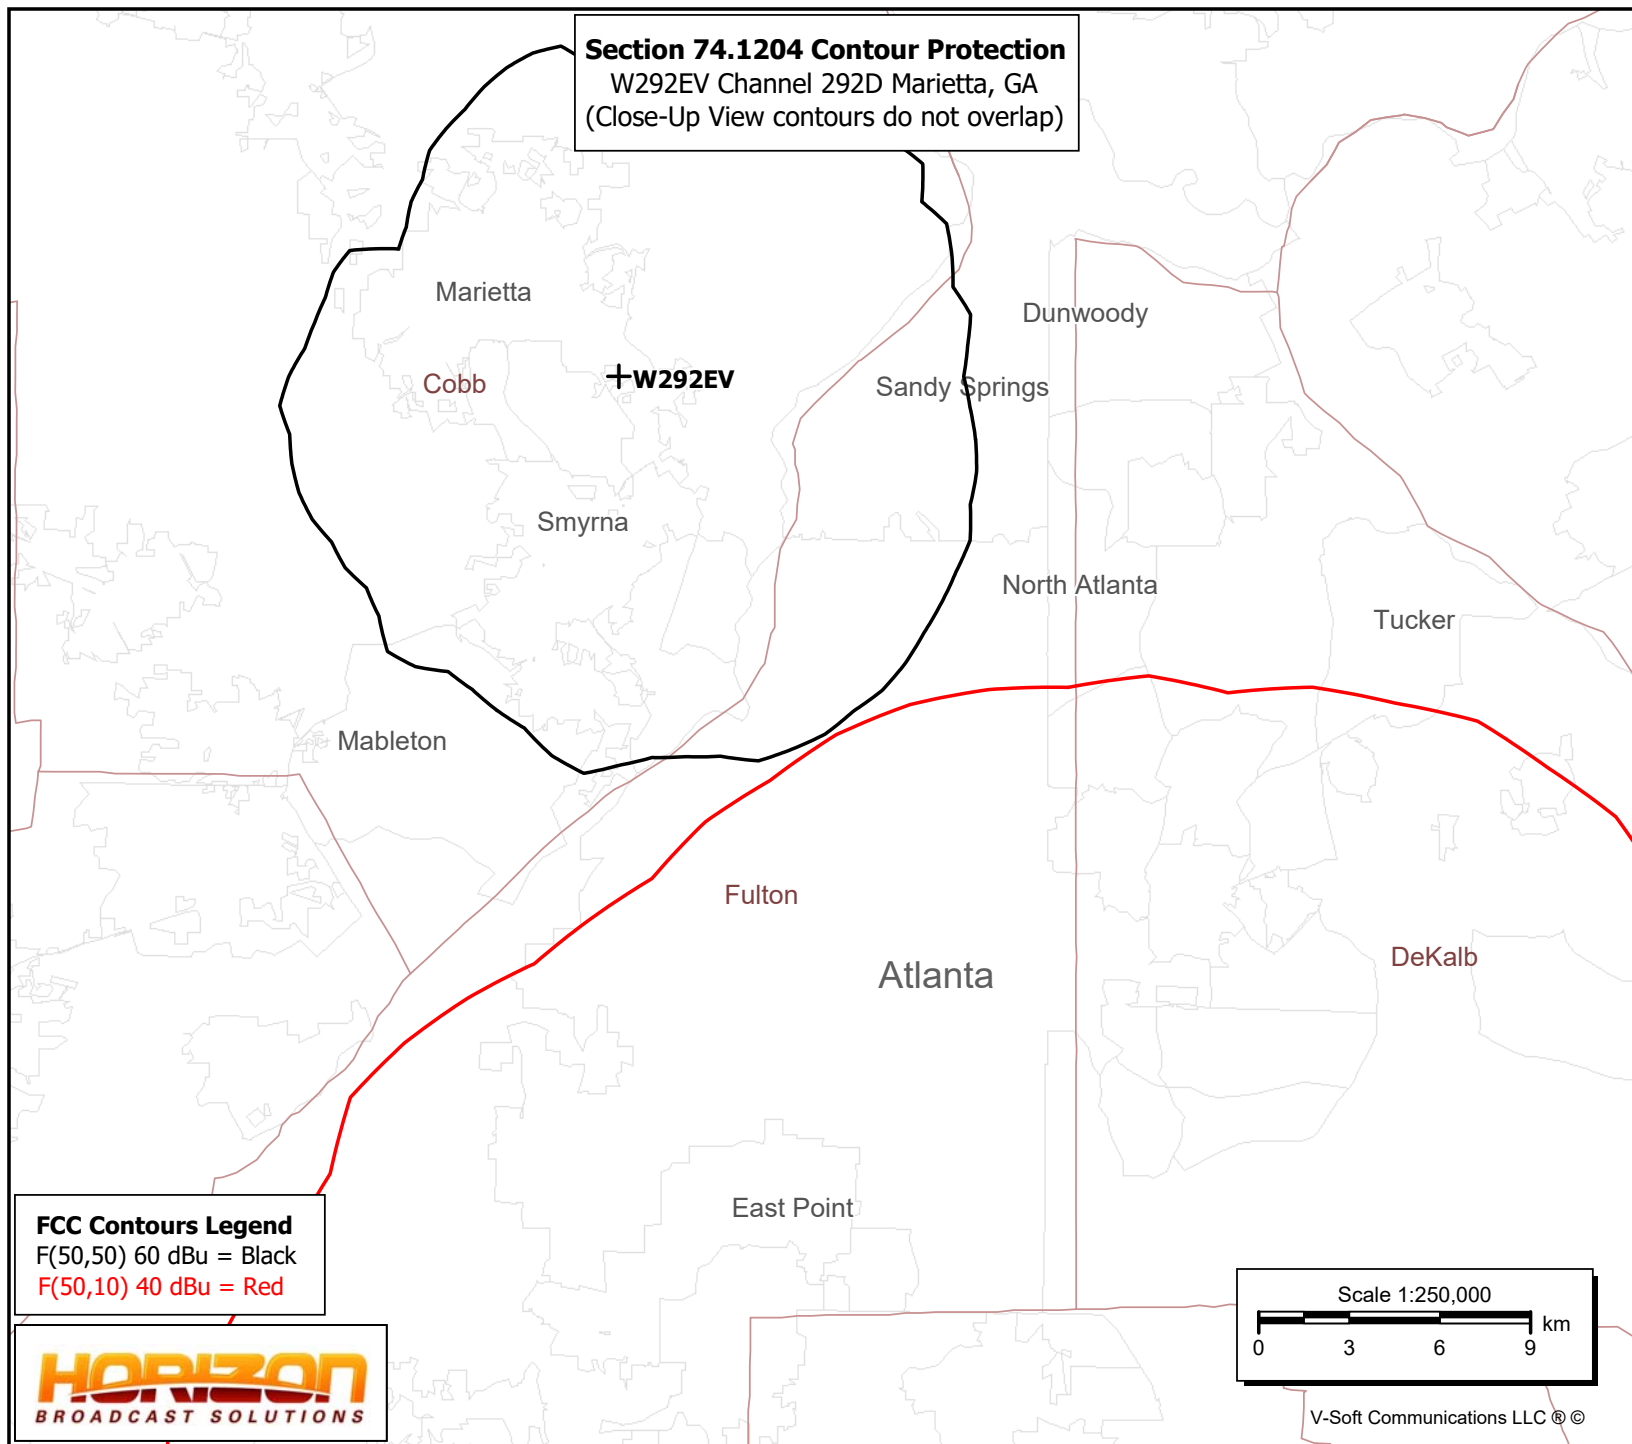 Section 74.1204 Contour Protection
W292EV Channel 292D Marietta, GA
(Close-Up View contours do not overlap)
Marietta
Dunwoody
Cobb
W292EV
Sandy Springs
Smyrna
North Atlanta
Tucker
Mableton
Fulton
DeKalb
Atlanta
East Point
FCC Contours Legend
F(50,50) 60 dBu = Black
F(50,10) 40 dBu = Red
Scale 1:250,000
km
0 3 6 9
HORIZON
BROADCAST SOLUTIONS
V-Soft Communications LLC ® ©